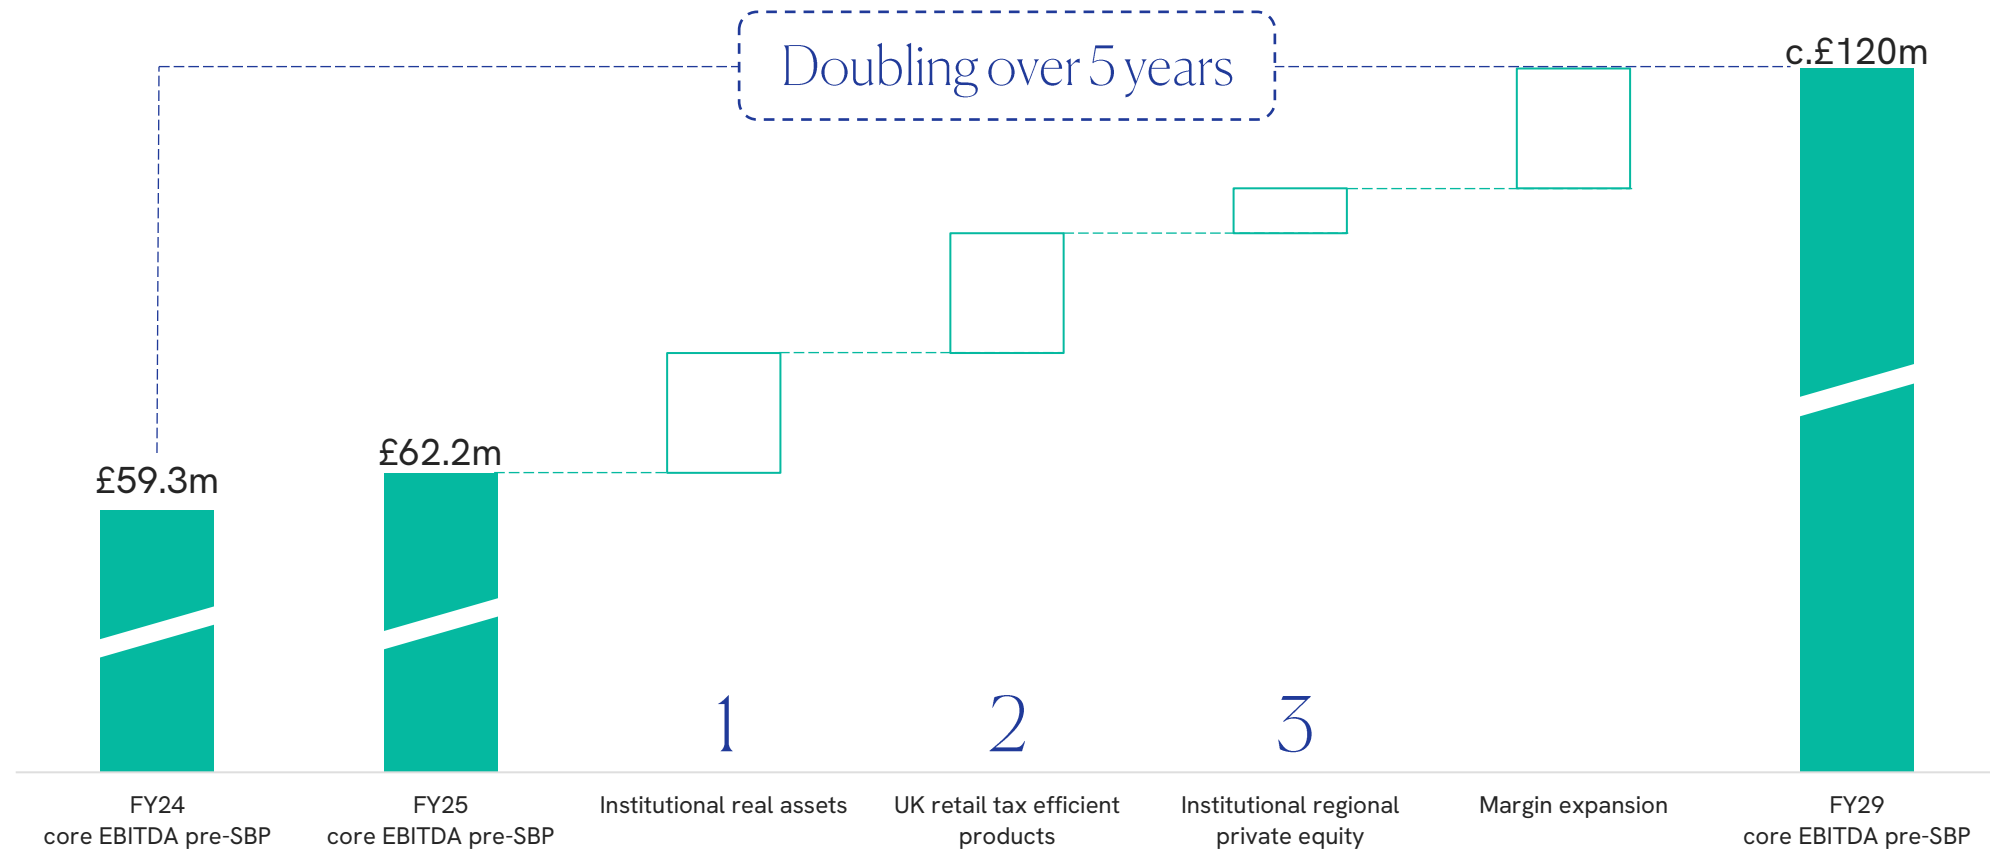 Doubling over 5 years
c.£120m
£62.2m
£59.3m
1
2
3
FY24
core EBITDA pre-SBP
FY25
core EBITDA pre-SBP
Institutional real assets
UK retail tax efficient
products
Institutional regional
private equity
Margin expansion
FY29
core EBITDA pre-SBP